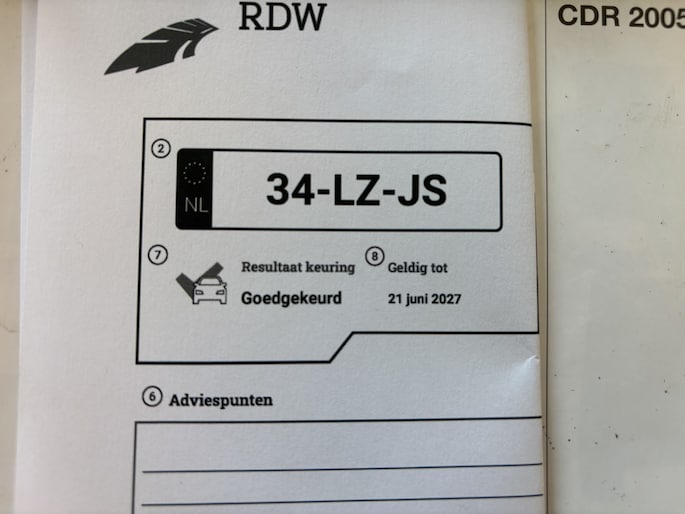 RDW
CDR 2005
2
NL
34-LZ-JS
7
Resultaat keuring
Goedgekeurd
8
Geldig tot
21 juni 2027
6
Adviespunten